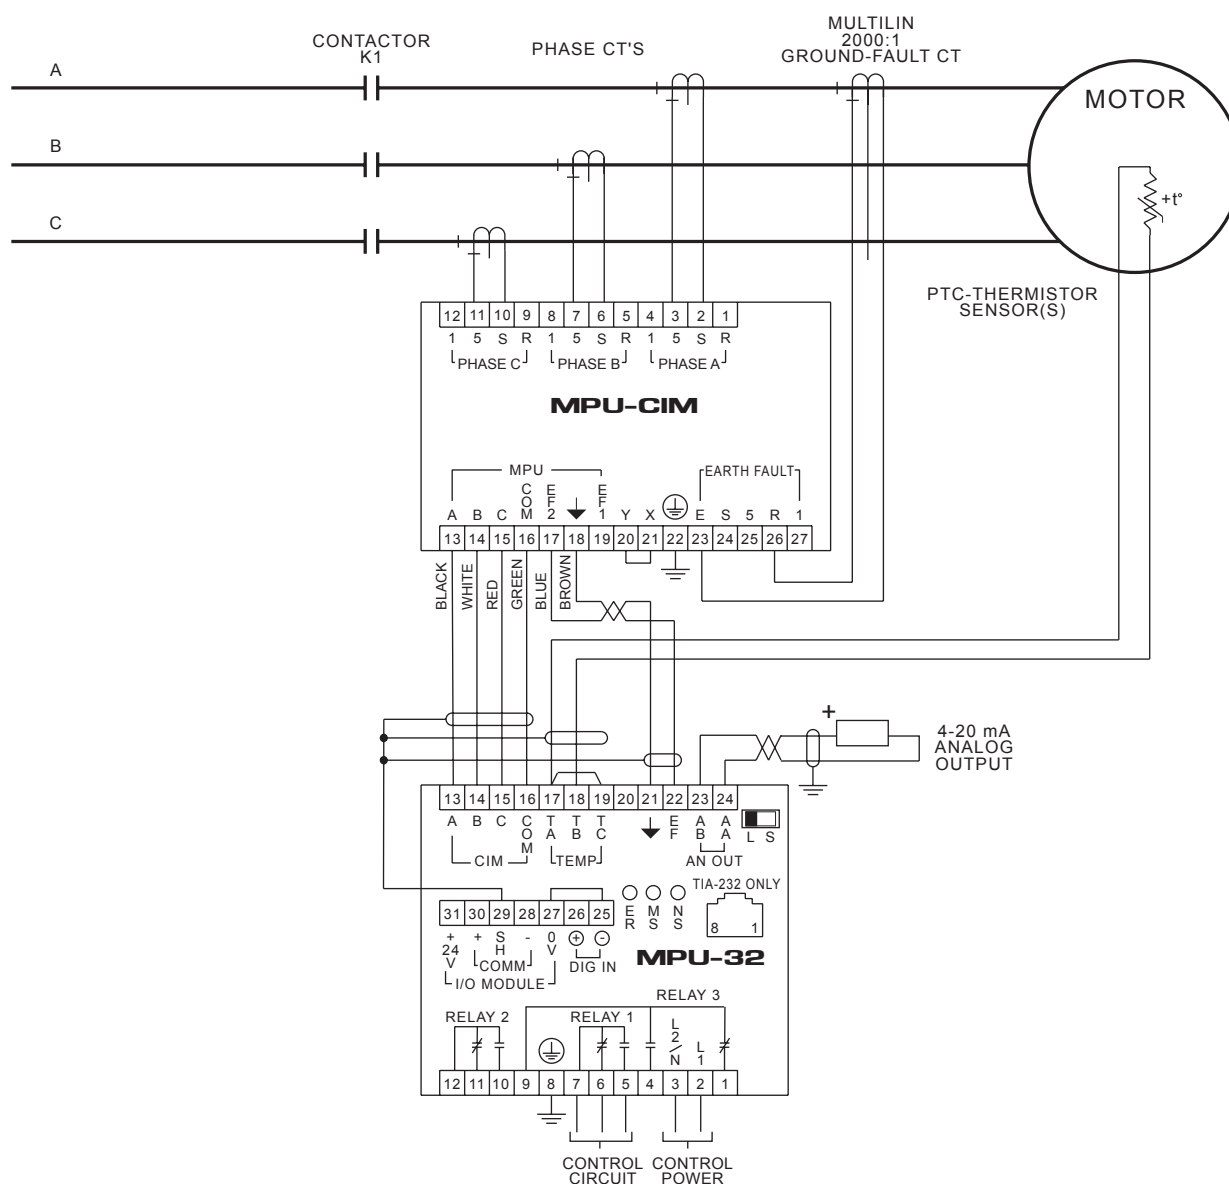 MULTILIN
2000:1
GROUND-FAULT CT
CONTACTOR
K1
PHASE CT'S
A
MOTOR
B
+t°
C
PTC-THERMISTOR
SENSOR(S)
12 11 10 9 8 7 6 5 4 3 2 1
1 5 S R 1 5 S R 1 5 S R
PHASE C PHASE B PHASE A
MPU-CIM
MPU EARTH FAULT
A B C COM EF2 EF1 Y X E S 5 R 1
13 14 15 16 17 18 19 20 21 22 23 24 25 26 27
BLACK WHITE RED GREEN BLUE BROWN
+
4-20 mA
ANALOG
OUTPUT
13 14 15 16 17 18 19 20 21 22 23 24
A B C COM TA TB TC EF AB AA
L S
CIM TEMP AN OUT
TIA-232 ONLY
ER MS NS
8 1
31 30 29 28 27 26 25
+24V + SH - 0V + -
COMM DIG IN
I/O MODULE
MPU-32
RELAY 3
RELAY 2 RELAY 1
L2/N L1
12 11 10 9 8 7 6 5 4 3 2 1
CONTROL
CIRCUIT
CONTROL
POWER